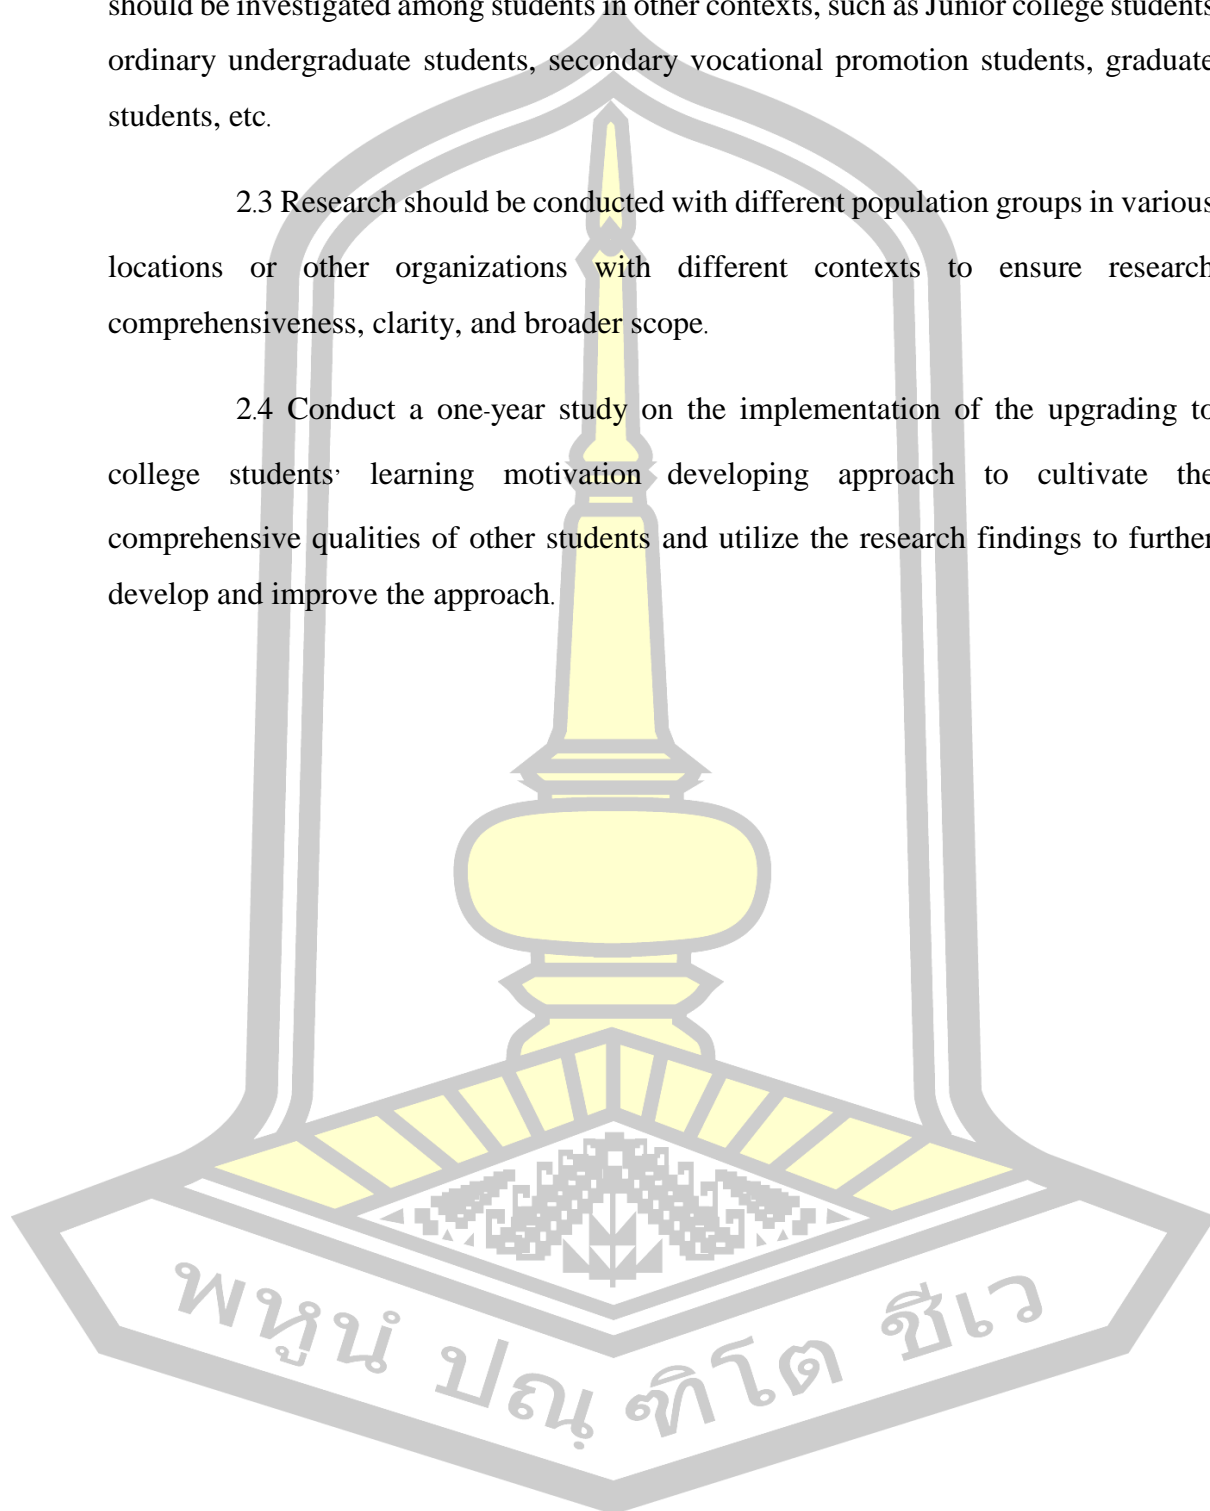 should be investigated among students in other contexts, such as Junior college students
ordinary undergraduate students, secondary vocational promotion students, graduate
students, etc.
2.3 Research should be conducted with different population groups in various
locations or other organizations with different contexts to ensure research
comprehensiveness, clarity, and broader scope.
2.4 Conduct a one-year study on the implementation of the upgrading to
college students' learning motivation developing approach to cultivate the
comprehensive qualities of other students and utilize the research findings to further
develop and improve the approach.
พหูนํ ปณฺฑิโต ชีเว